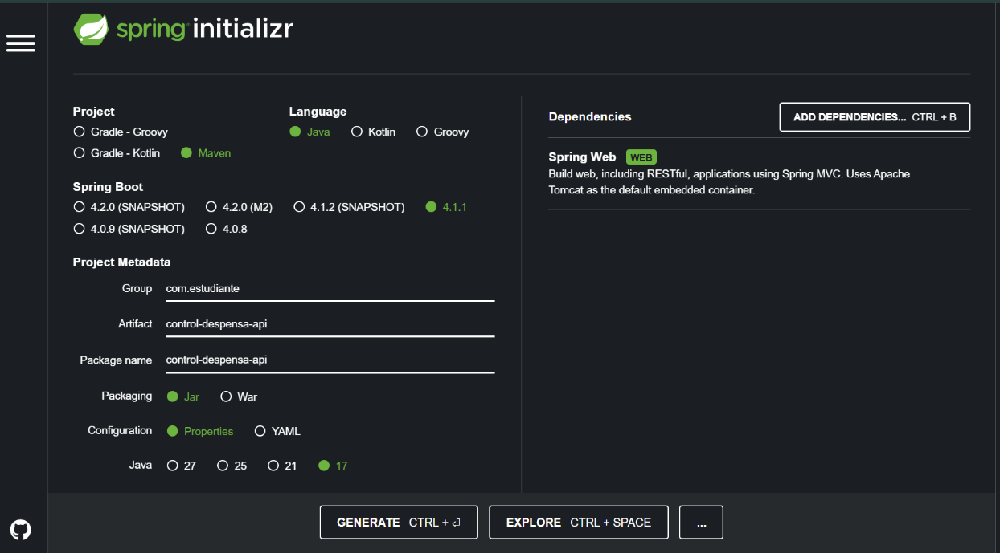 spring initializr
Project
Gradle - Groovy
Gradle - Kotlin Maven
Language
Java Kotlin Groovy
Spring Boot
4.2.0 (SNAPSHOT) 4.2.0 (M2) 4.1.2 (SNAPSHOT) 4.1.1
4.0.9 (SNAPSHOT) 4.0.8
Project Metadata
Group com.estudiante
Artifact control-despensa-api
Package name control-despensa-api
Packaging Jar War
Configuration Properties YAML
Java 27 25 21 17
Dependencies ADD DEPENDENCIES... CTRL + B
Spring Web WEB
Build web, including RESTful, applications using Spring MVC. Uses Apache
Tomcat as the default embedded container.
GENERATE CTRL + ⏎ EXPLORE CTRL + SPACE ...